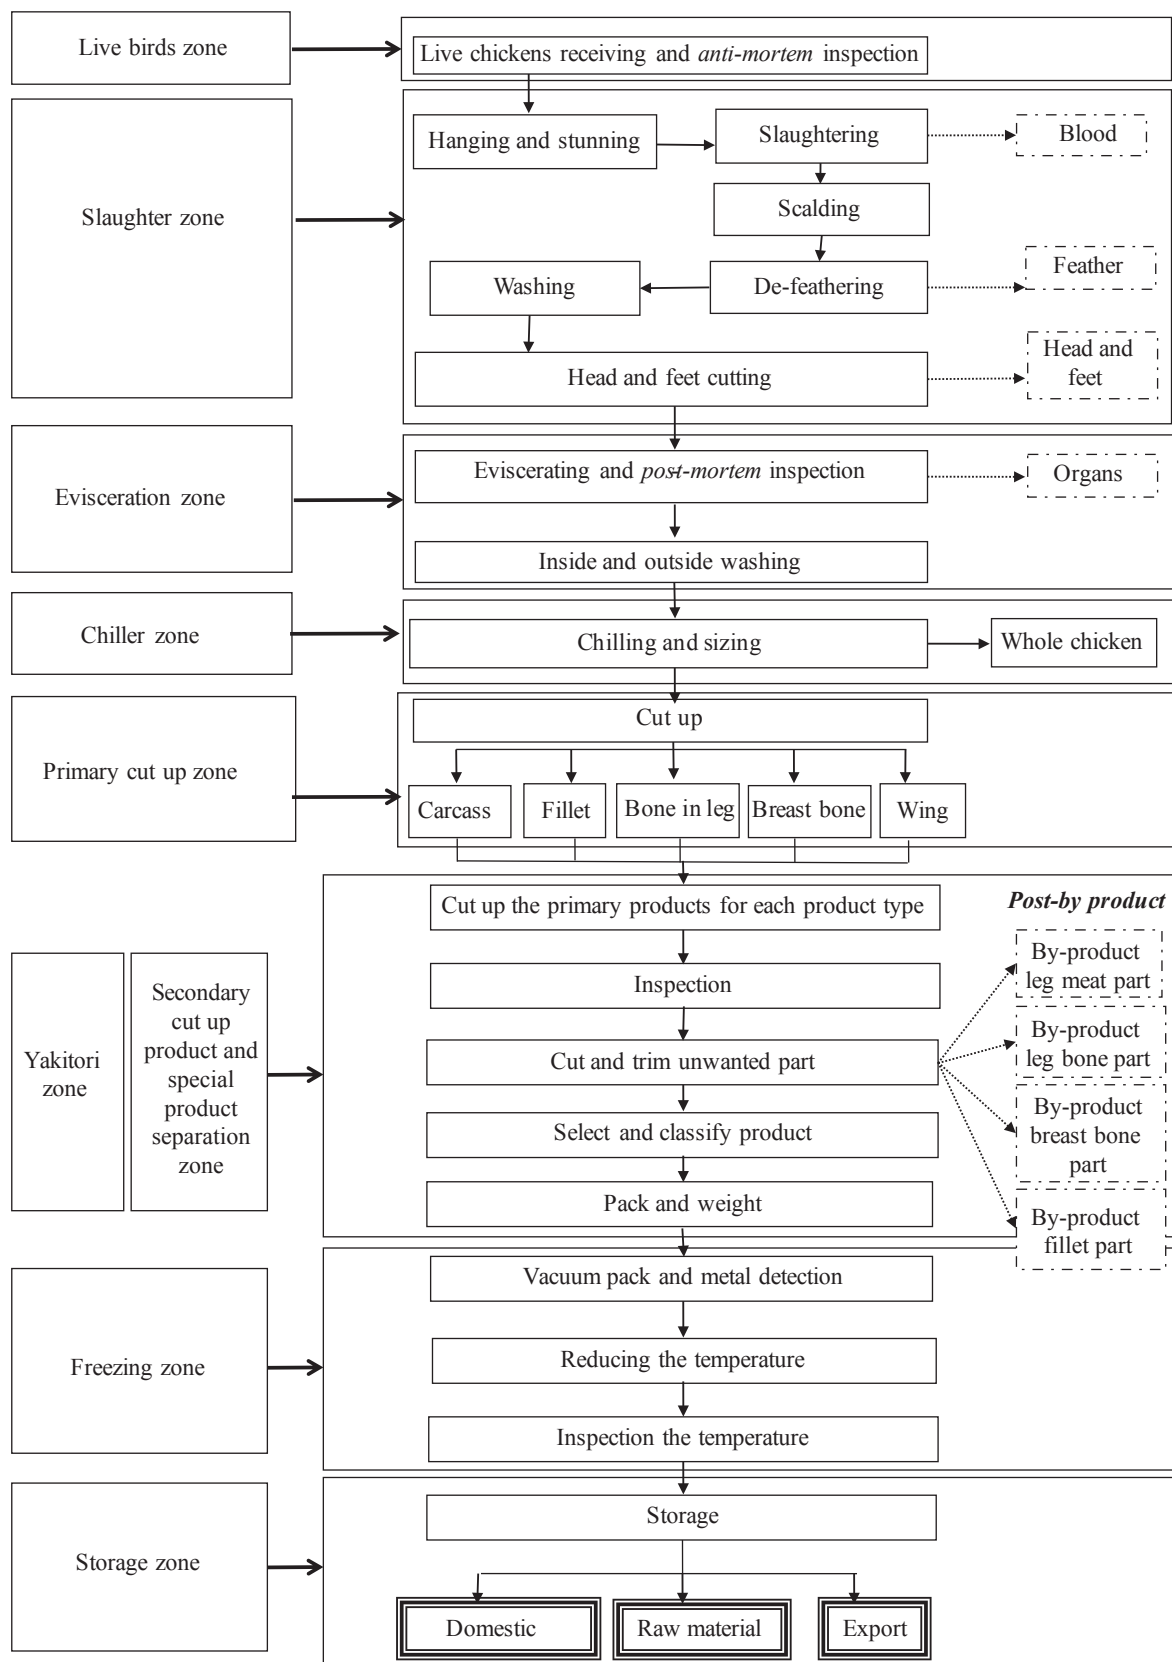 Live birds zone
Live chickens receiving and anti-mortem inspection
Slaughter zone
Hanging and stunning
Slaughtering
Blood
Scalding
Washing
De-feathering
Feather
Head and feet cutting
Head and
feet
Evisceration zone
Eviscerating and post-mortem inspection
Organs
Inside and outside washing
Chiller zone
Chilling and sizing
Whole chicken
Primary cut up zone
Cut up
Carcass
Fillet
Bone in leg
Breast bone
Wing
Yakitori
zone
Secondary
cut up
product and
special
product
separation
zone
Cut up the primary products for each product type
Inspection
Cut and trim unwanted part
Select and classify product
Pack and weight
Post-by product
By-product
leg meat part
By-product
leg bone part
By-product
breast bone
part
By-product
fillet part
Freezing zone
Vacuum pack and metal detection
Reducing the temperature
Inspection the temperature
Storage zone
Storage
Domestic
Raw material
Export